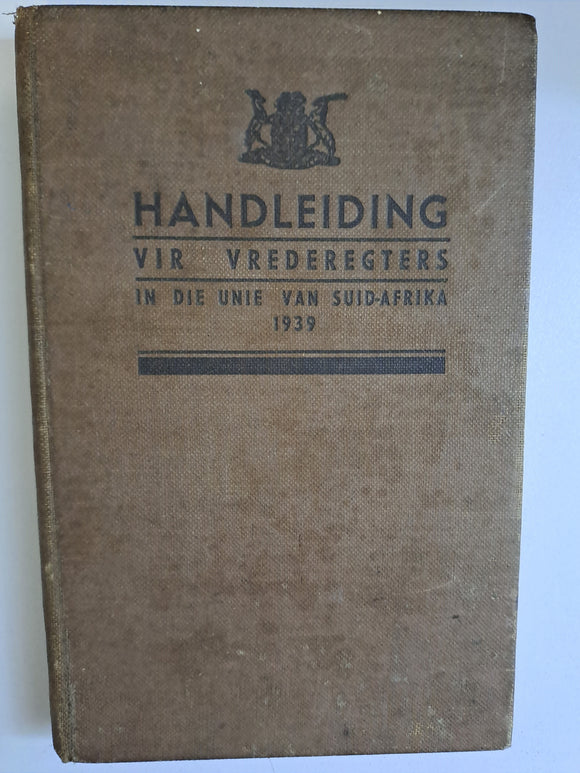 HANDLEIDING
VIR VREDEREGTERS
IN DIE UNIE VAN SUID-AFRIKA
1939